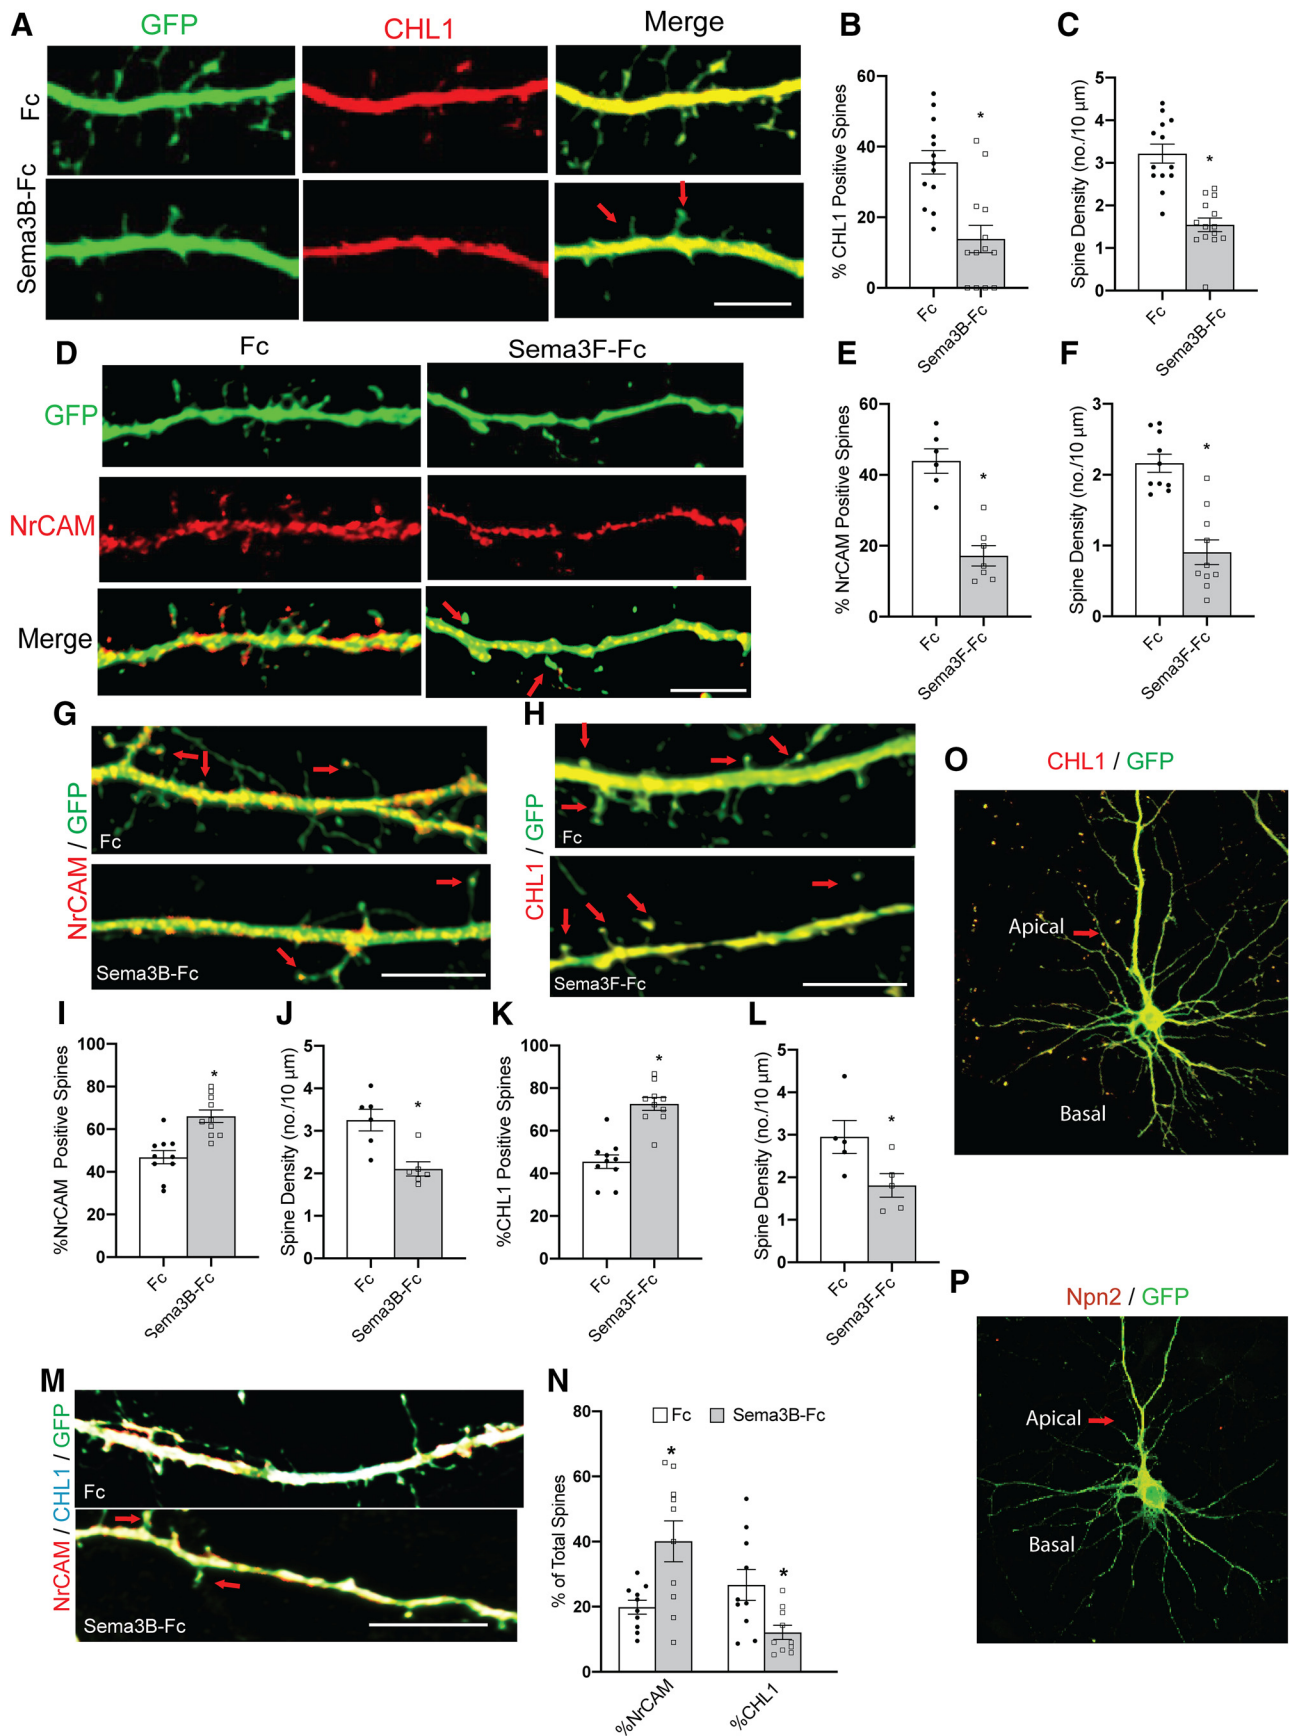 A
GFP
CHL1
Merge
Fc
Sema3B-Fc
B
% CHL1 Positive Spines
60
40
20
0
*
Fc
Sema3B-Fc
C
Spine Density (no./10 µm)
5
4
3
2
1
0
*
Fc
Sema3B-Fc
D
Fc
Sema3F-Fc
GFP
NrCAM
Merge
E
% NrCAM Positive Spines
60
40
20
0
*
Fc
Sema3F-Fc
F
Spine Density (no./10 µm)
3
2
1
0
*
Fc
Sema3F-Fc
G
NrCAM / GFP
Fc
Sema3B-Fc
H
CHL1 / GFP
Fc
Sema3F-Fc
I
%NrCAM Positive Spines
100
80
60
40
20
0
*
Fc
Sema3B-Fc
J
Spine Density (no./10 µm)
5
4
3
2
1
0
*
Fc
Sema3B-Fc
K
%CHL1 Positive Spines
100
80
60
40
20
0
*
Fc
Sema3F-Fc
L
Spine Density (no./10 µm)
5
4
3
2
1
0
*
Fc
Sema3F-Fc
M
NrCAM / CHL1 / GFP
Fc
Sema3B-Fc
N
% of Total Spines
80
60
40
20
0
Fc
Sema3B-Fc
*
*
%NrCAM
%CHL1
O
CHL1 / GFP
Apical
Basal
P
Npn2 / GFP
Apical
Basal